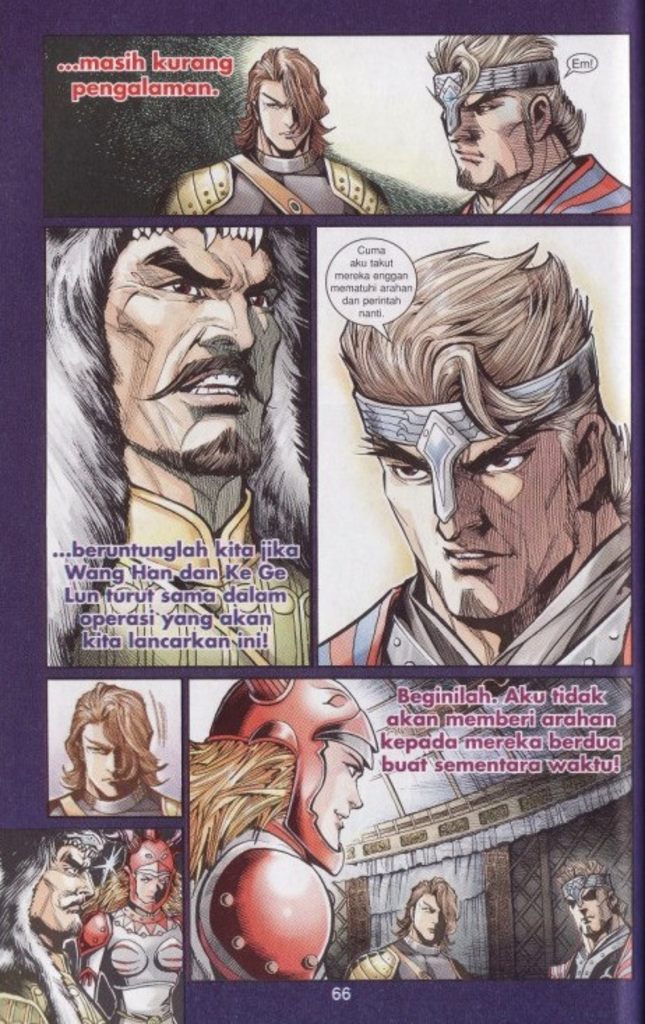 ...masih kurang
pengalaman.
Em!
...beruntunglah kita jika
Wang Han dan Ke Ge
Lun turut sama dalam
operasi yang akan
kita lancarkan ini!
Cuma
aku takut
mereka enggan
mematuhi arahan
dan perintah
nanti.
Beginilah. Aku tidak
akan memberi arahan
kepada mereka berdua
buat sementara waktu!
66